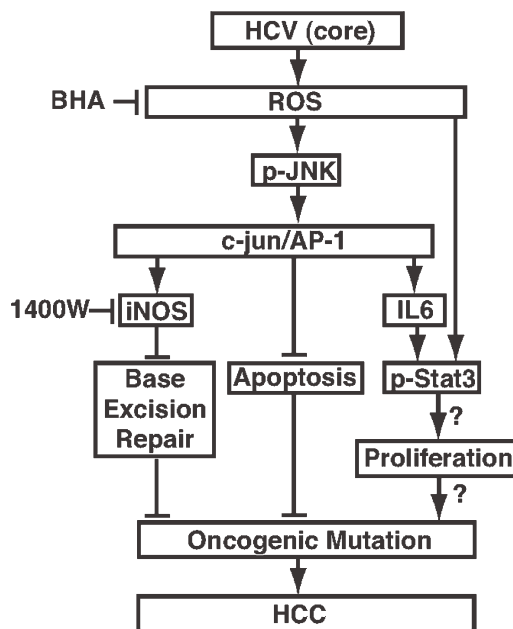 HCV (core)
BHA
ROS
p-JNK
c-jun/AP-1
1400W
iNOS
IL6
Base
Excision
Repair
Apoptosis
p-Stat3
?
Proliferation
?
Oncogenic Mutation
HCC